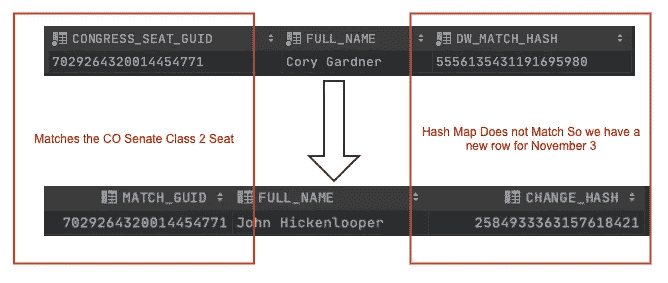 CONGRESS_SEAT_GUID FULL_NAME DW_MATCH_HASH
7029264320014454771 Cory Gardner 5556135431191695980
Matches the CO Senate Class 2 Seat
Hash Map Does not Match So we have a
new row for November 3
MATCH_GUID FULL_NAME CHANGE_HASH
7029264320014454771 John Hickenlooper 2584933363157618421